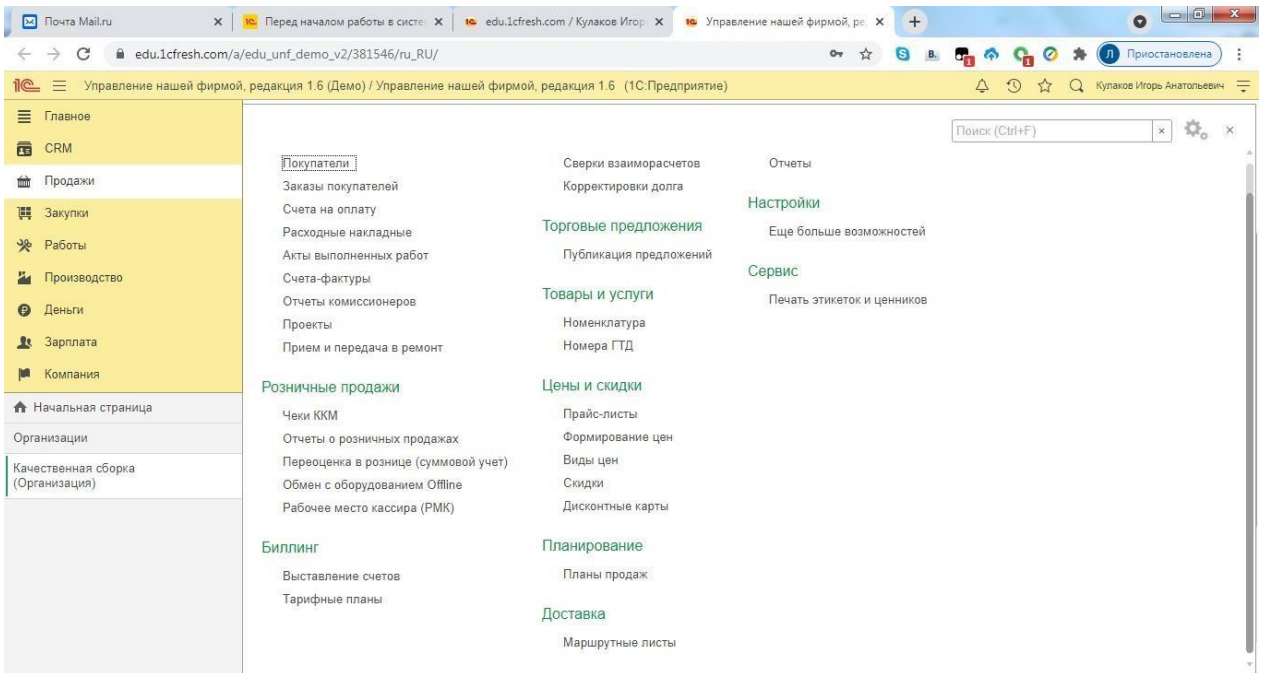 Почта Mail.ru
Перед началом работы в систе
edu.1cfresh.com / Кулаков Игор
Управление нашей фирмой, ре
edu.1cfresh.com/a/edu_unf_demo_v2/381546/ru_RU/
Приостановлена
Управление нашей фирмой, редакция 1.6 (Демо) / Управление нашей фирмой, редакция 1.6 (1С:Предприятие)
Кулаков Игорь Анатольевич
Главное
CRM
Продажи
Закупки
Работы
Производство
Деньги
Зарплата
Компания
Начальная страница
Организации
Качественная сборка
(Организация)
Поиск (Ctrl+F)
Покупатели
Заказы покупателей
Счета на оплату
Расходные накладные
Акты выполненных работ
Счета-фактуры
Отчеты комиссионеров
Проекты
Прием и передача в ремонт
Розничные продажи
Чеки ККМ
Отчеты о розничных продажах
Переоценка в рознице (суммовой учет)
Обмен с оборудованием Offline
Рабочее место кассира (РМК)
Биллинг
Выставление счетов
Тарифные планы
Сверки взаиморасчетов
Корректировки долга
Торговые предложения
Публикация предложений
Товары и услуги
Номенклатура
Номера ГТД
Цены и скидки
Прайс-листы
Формирование цен
Виды цен
Скидки
Дисконтные карты
Планирование
Планы продаж
Доставка
Маршрутные листы
Отчеты
Настройки
Еще больше возможностей
Сервис
Печать этикеток и ценников